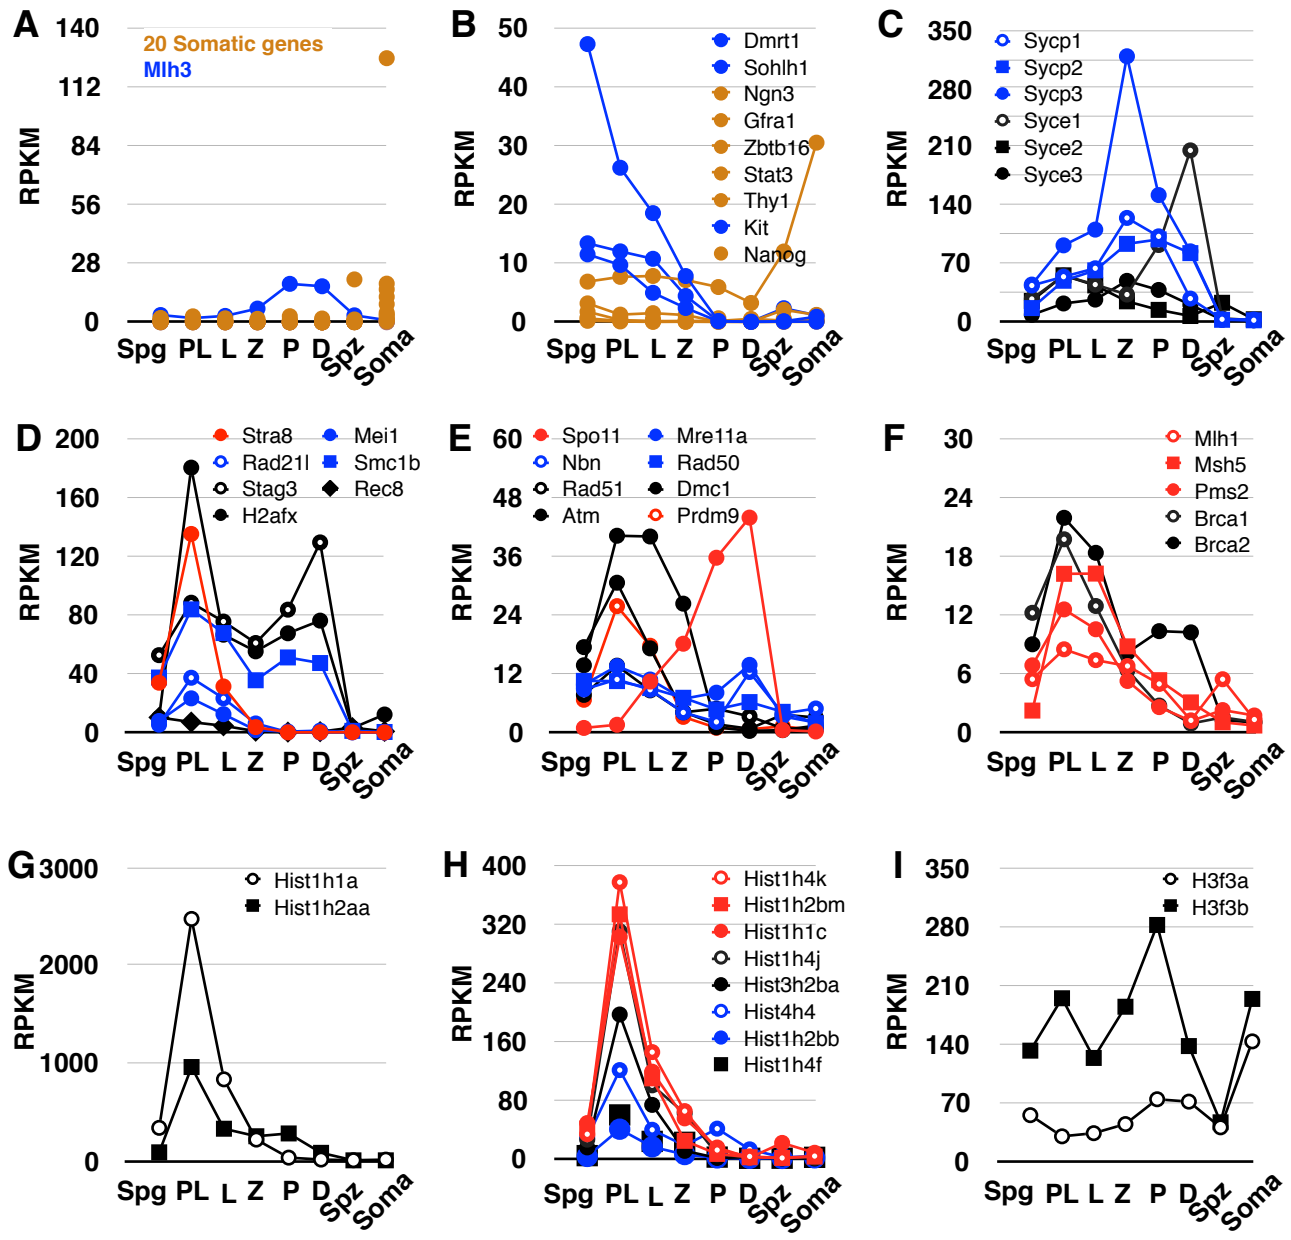 A
140
112
84
56
28
0
RPKM
20 Somatic genes
Mlh3
Spg PL L Z P D Spz Soma
B
50
40
30
20
10
0
RPKM
Dmrt1
Sohlh1
Ngn3
Gfra1
Zbtb16
Stat3
Thy1
Kit
Nanog
Spg PL L Z P D Spz Soma
C
350
280
210
140
70
0
RPKM
Sycp1
Sycp2
Sycp3
Syce1
Syce2
Syce3
Spg PL L Z P D Spz Soma
D
200
160
120
80
40
0
RPKM
Stra8 Mei1
Rad21l Smc1b
Stag3 Rec8
H2afx
Spg PL L Z P D Spz Soma
E
60
48
36
24
12
0
RPKM
Spo11 Mre11a
Nbn Rad50
Rad51 Dmc1
Atm Prdm9
Spg PL L Z P D Spz Soma
F
30
24
18
12
6
0
RPKM
Mlh1
Msh5
Pms2
Brca1
Brca2
Spg PL L Z P D Spz Soma
G
3000
2000
1000
0
RPKM
Hist1h1a
Hist1h2aa
Spg PL L Z P D Spz Soma
H
400
320
240
160
80
0
RPKM
Hist1h4k
Hist1h2bm
Hist1h1c
Hist1h4j
Hist3h2ba
Hist4h4
Hist1h2bb
Hist1h4f
Spg PL L Z P D Spz Soma
I
350
280
210
140
70
0
RPKM
H3f3a
H3f3b
Spg PL L Z P D Spz Soma